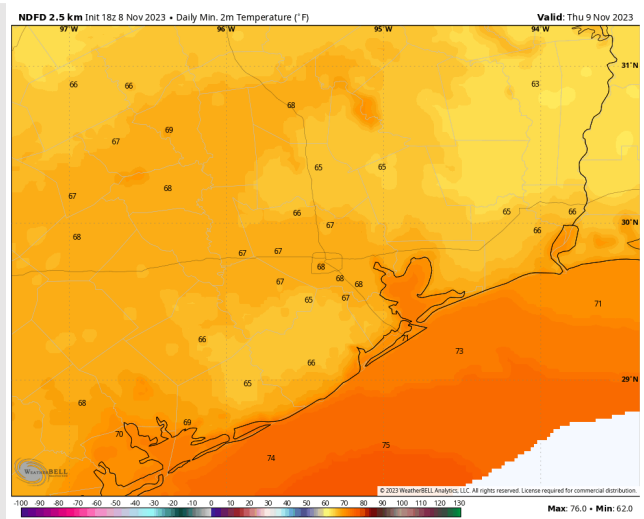 NDFD 2.5 km Init 18z 8 Nov 2023 • Daily Min. 2m Temperature (°F)
Valid: Thu 9 Nov 2023
97°W 96°W 95°W 94°W
31°N
66 66 63
68
69
67
65 65
68
67
66 65 66
30°N
67 66
68
67 67
68
68 68
67
65 67
71
66 71
73
66
29°N
65
68
69
70
75
74
WEATHERBELL
© 2023 WeatherBELL Analytics, LLC. All rights reserved. License required for commercial distribution.
-100 -90 -80 -70 -60 -50 -40 -30 -20 -10 0 10 20 30 40 50 60 70 80 90 100 110 120 130
Max: 76.0 • Min: 62.0